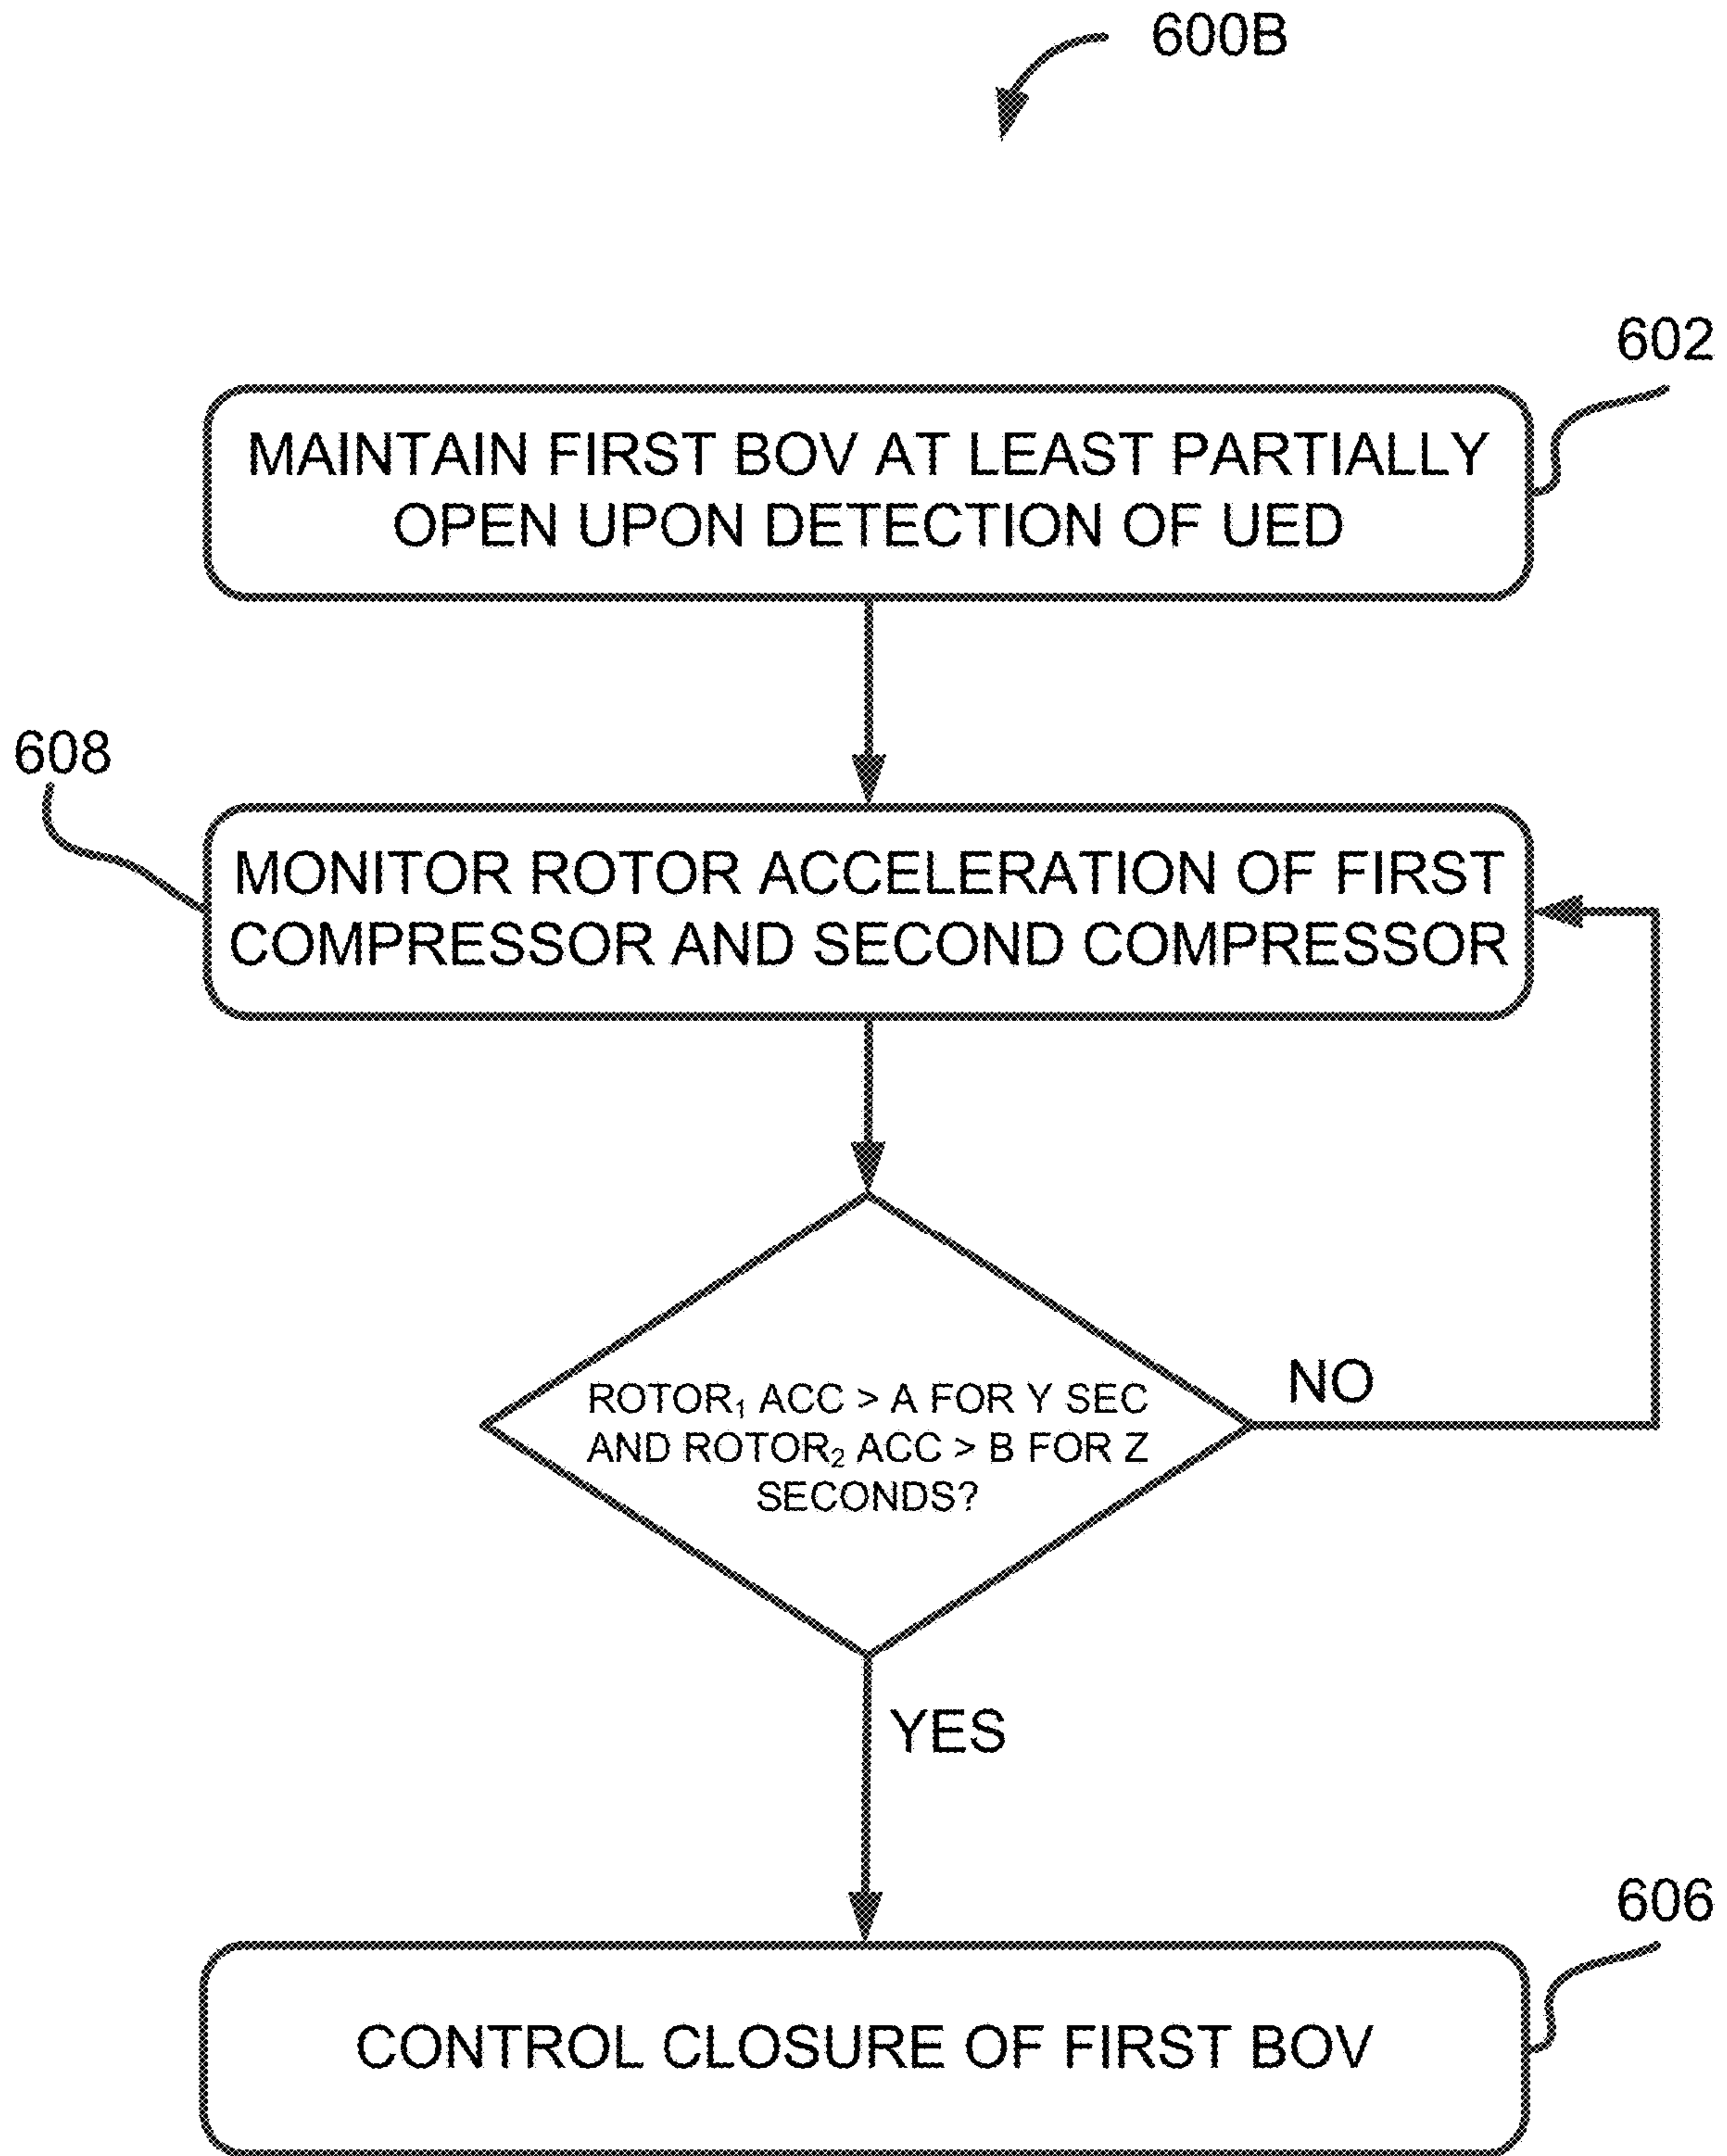 600B
602
MAINTAIN FIRST BOV AT LEAST PARTIALLY
OPEN UPON DETECTION OF UED
608
MONITOR ROTOR ACCELERATION OF FIRST
COMPRESSOR AND SECOND COMPRESSOR
ROTOR₁ ACC > A FOR Y SEC
AND ROTOR₂ ACC > B FOR Z
SECONDS?
NO
YES
606
CONTROL CLOSURE OF FIRST BOV